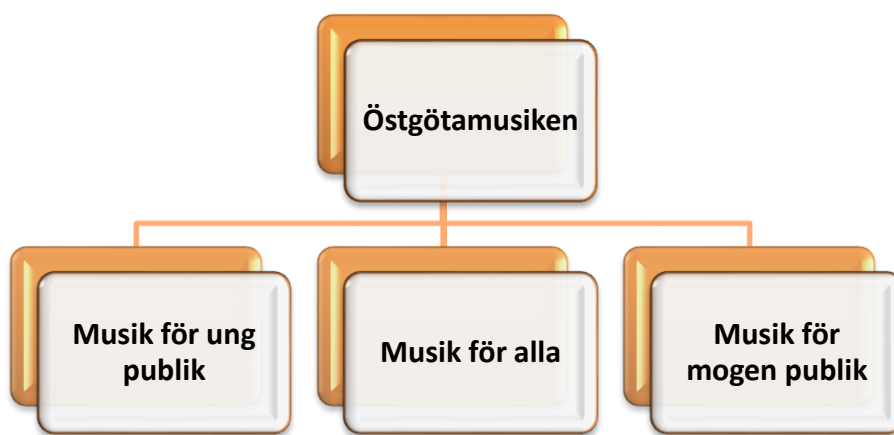 Östgötamusiken
Musik för ung
publik
Musik för alla
Musik för
mogen publik